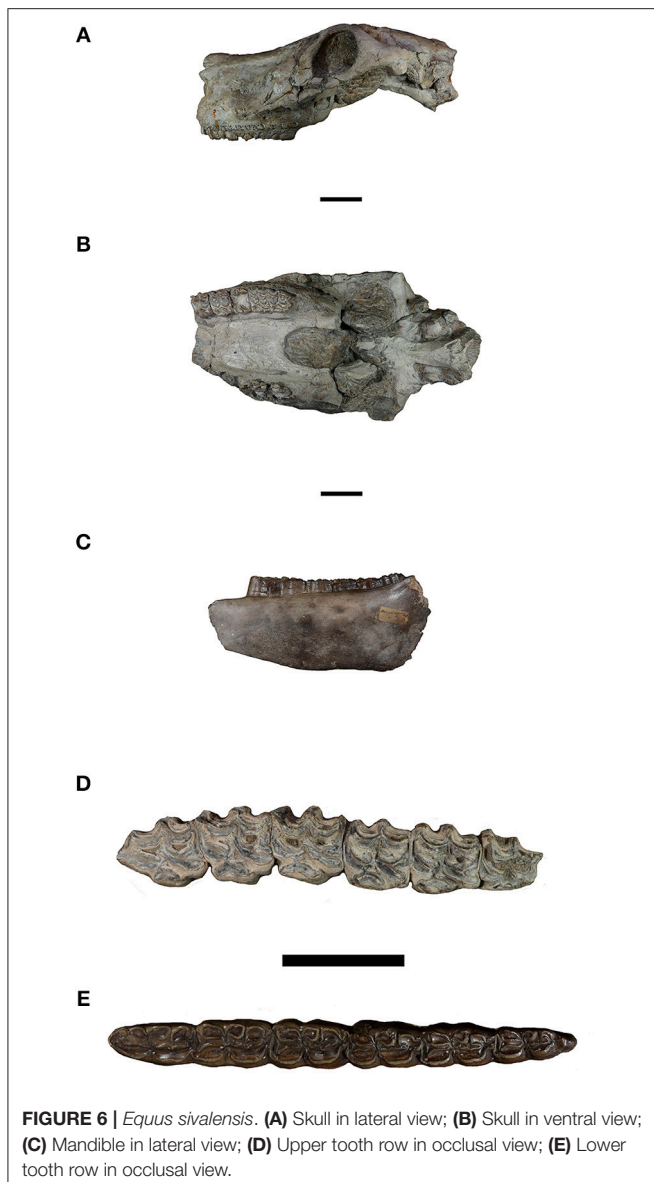 A
B
C
D
E
FIGURE 6 | Equus sivalensis. (A) Skull in lateral view; (B) Skull in ventral view;
(C) Mandible in lateral view; (D) Upper tooth row in occlusal view; (E) Lower
tooth row in occlusal view.